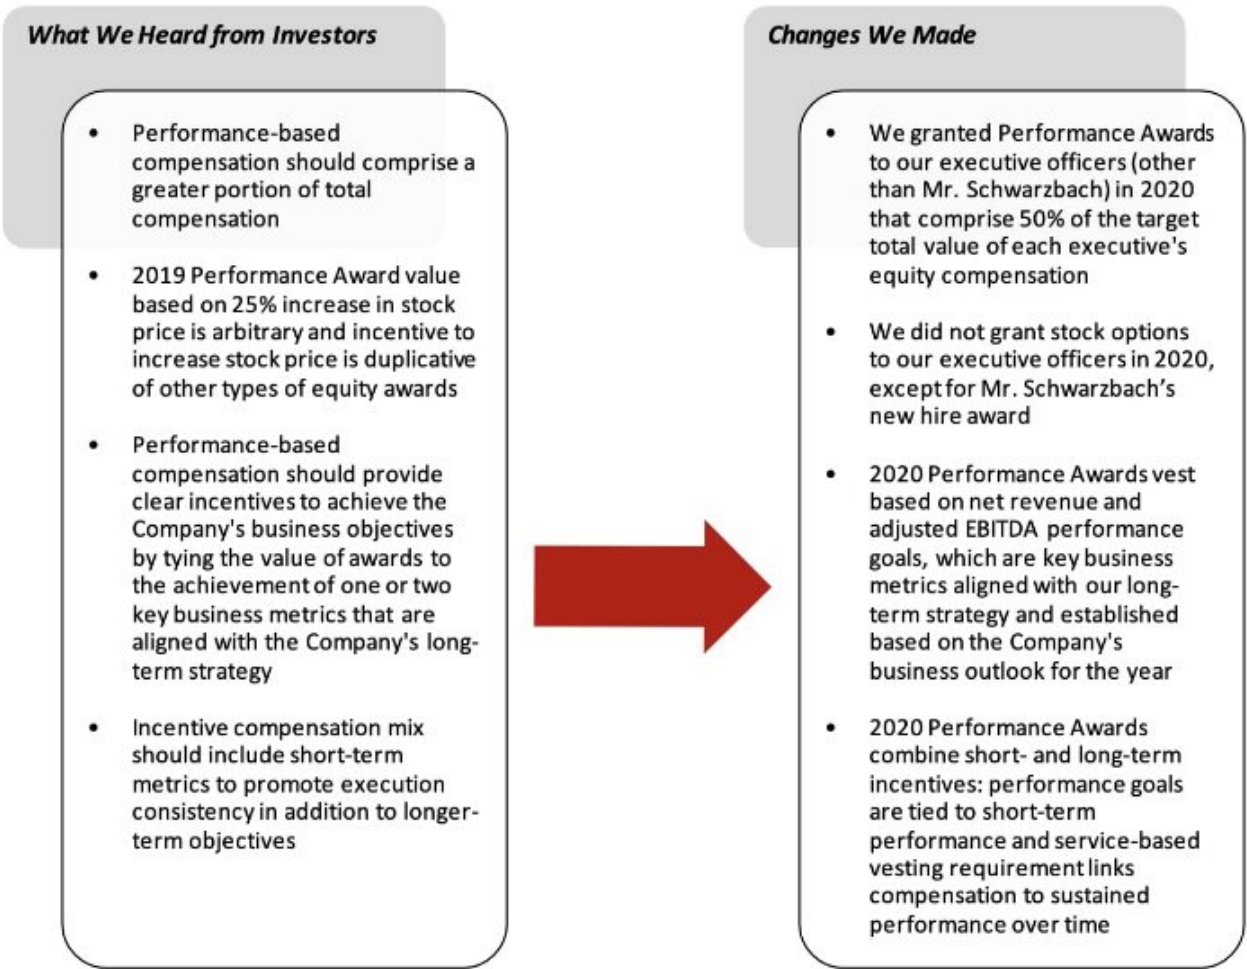 What We Heard from Investors
• Performance-based
compensation should comprise a
greater portion of total
compensation
• 2019 Performance Award value
based on 25% increase in stock
price is arbitrary and incentive to
increase stock price is duplicative
of other types of equity awards
• Performance-based
compensation should provide
clear incentives to achieve the
Company's business objectives
by tying the value of awards to
the achievement of one or two
key business metrics that are
aligned with the Company's long-
term strategy
• Incentive compensation mix
should include short-term
metrics to promote execution
consistency in addition to longer-
term objectives
Changes We Made
• We granted Performance Awards
to our executive officers (other
than Mr. Schwarzbach) in 2020
that comprise 50% of the target
total value of each executive's
equity compensation
• We did not grant stock options
to our executive officers in 2020,
except for Mr. Schwarzbach’s
new hire award
• 2020 Performance Awards vest
based on net revenue and
adjusted EBITDA performance
goals, which are key business
metrics aligned with our long-
term strategy and established
based on the Company's
business outlook for the year
• 2020 Performance Awards
combine short- and long-term
incentives: performance goals
are tied to short-term
performance and service-based
vesting requirement links
compensation to sustained
performance over time